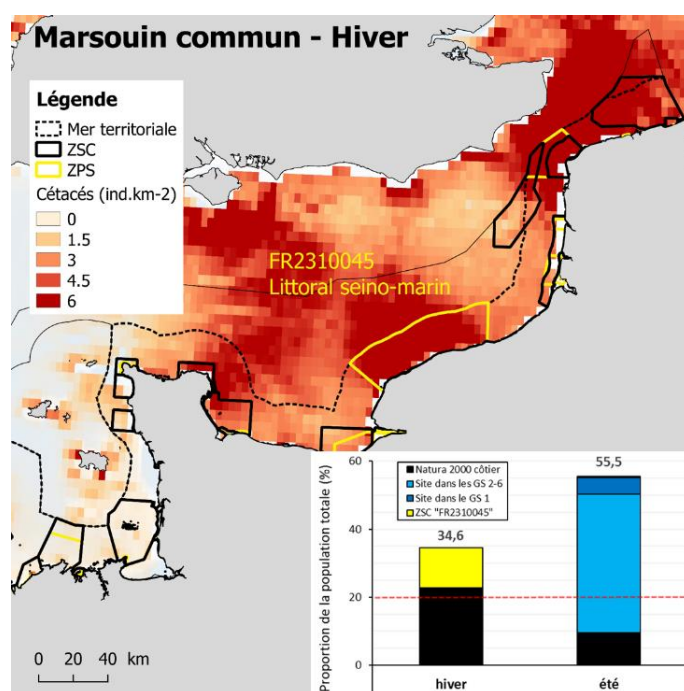 Marsouin commun - Hiver
Légende
Mer territoriale
ZSC
ZPS
Cétacés (ind.km-2)
0
1.5
3
4.5
6
FR2310045
Littoral seino-marin
0 20 40 km
Proportion de la population totale (%)
60
40
20
0
Natura 2000 côtier
Site dans les GS 2-6
Site dans le GS 1
ZSC "FR2310045"
34,6
55,5
hiver
été